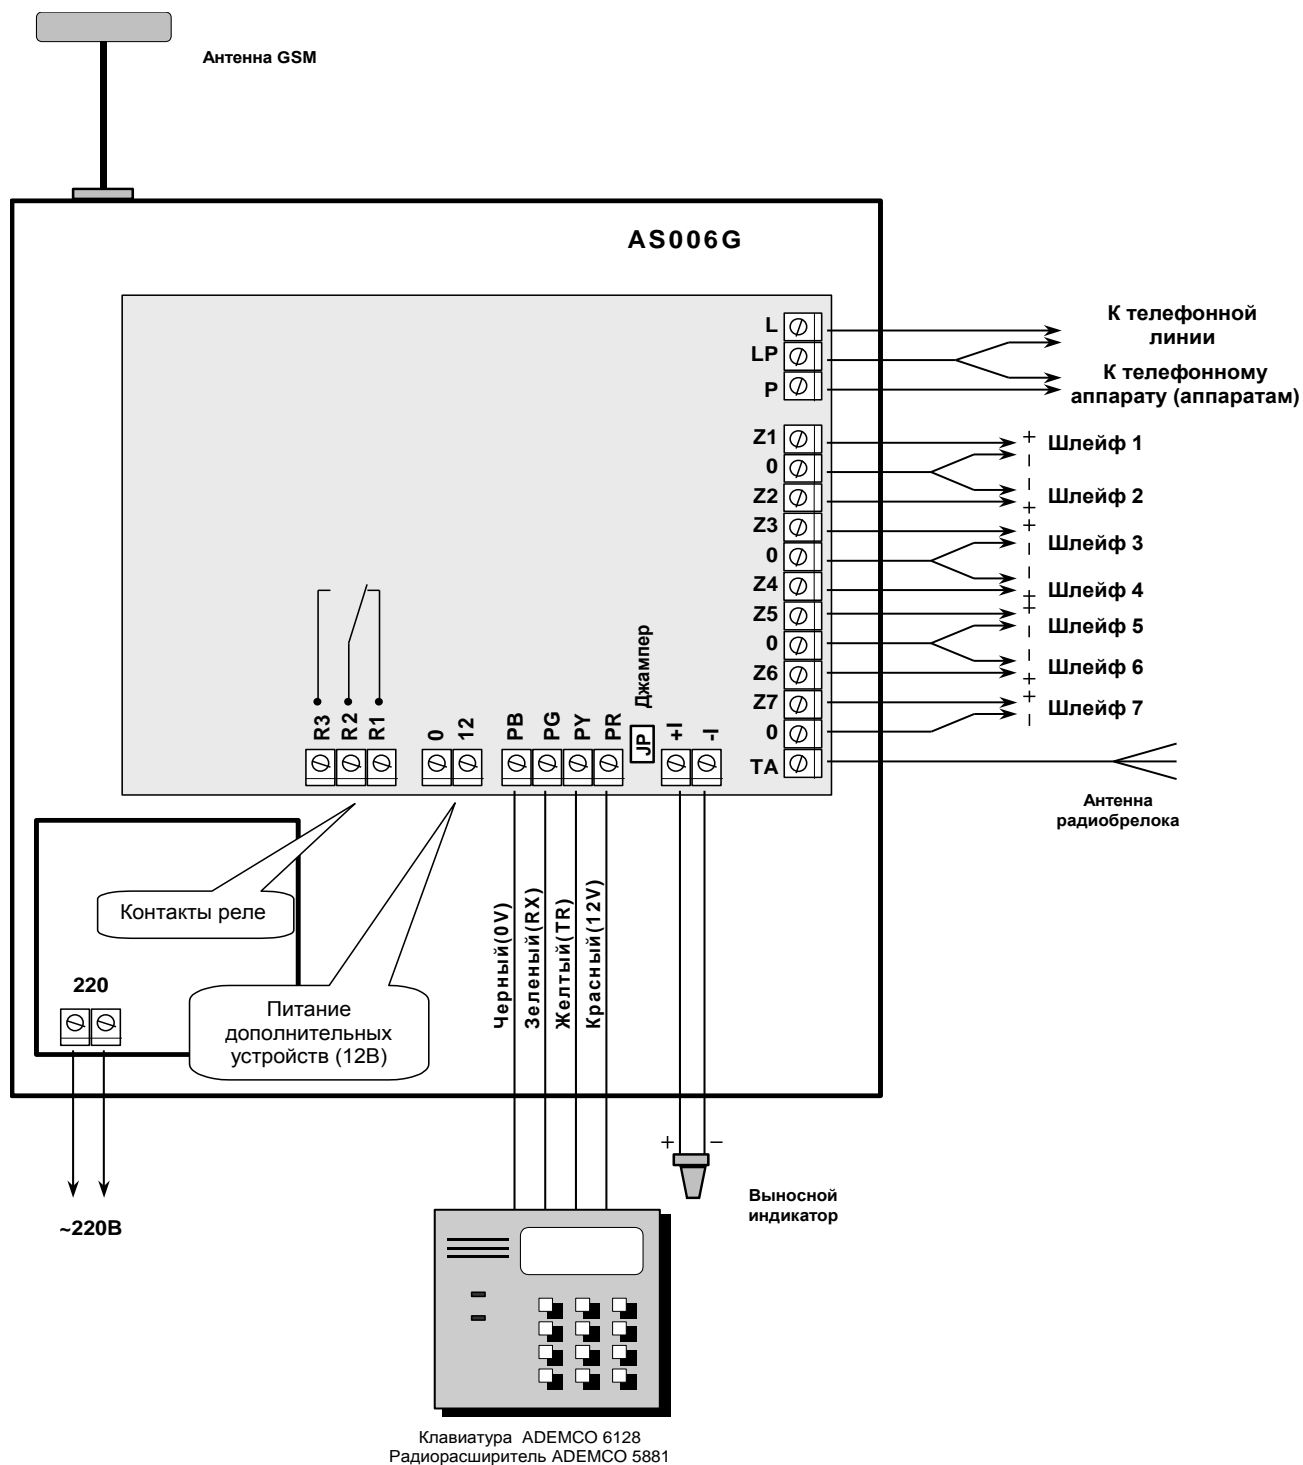 Антенна GSM
AS006G
L
К телефонной
линии
LP
P
К телефонному
аппарату (аппаратам)
Z1
+
Шлейф 1
0
–
–
Z2
+
Шлейф 2
Z3
+
Шлейф 3
0
–
–
Z4
+
Шлейф 4
Z5
+
Шлейф 5
0
–
–
Z6
+
Шлейф 6
Z7
+
Шлейф 7
0
–
TA
Антенна
радиобрелока
R3
R2
R1
0
12
PB
PG
PY
PR
JP
Джампер
+I
-I
Контакты реле
220
Питание
дополнительных
устройств (12В)
Черный(0V)
Зеленый(RX)
Желтый(TR)
Красный(12V)
+
–
Выносной
индикатор
~220В
Клавиатура ADEMCO 6128
Радиорасширитель ADEMCO 5881